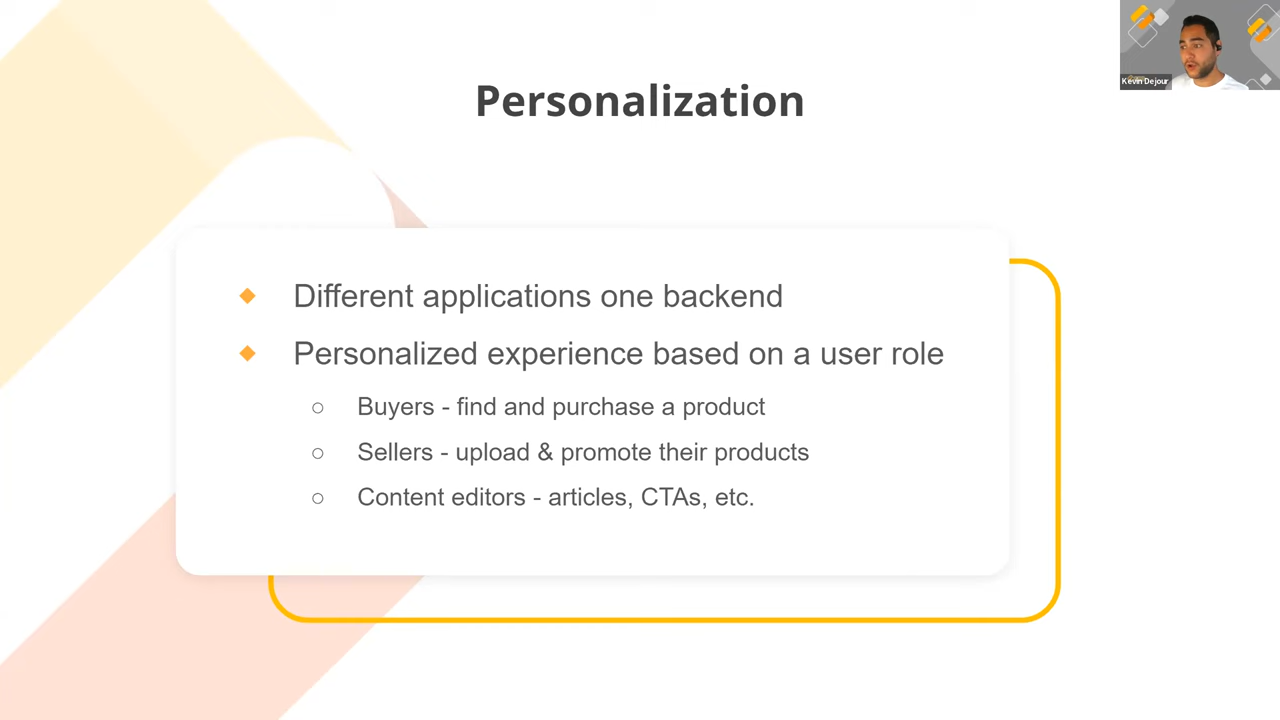 Personalization
Kevin Dejour
Different applications one backend
Personalized experience based on a user role
Buyers - find and purchase a product
Sellers - upload & promote their products
Content editors - articles, CTAs, etc.